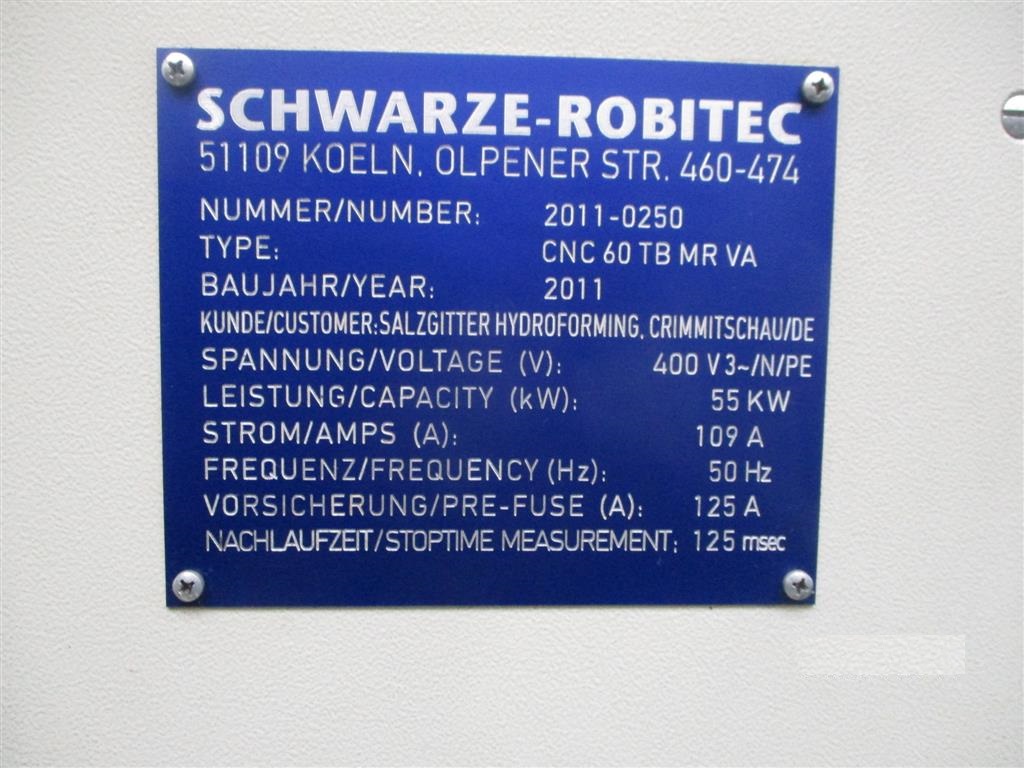 SCHWARZE-ROBITEC
51109 KOELN, OLPENER STR. 460-474
NUMMER/NUMBER: 2011-0250
TYPE: CNC 60 TB MR VA
BAUJAHR/YEAR: 2011
KUNDE/CUSTOMER:SALZGITTER HYDROFORMING, CRIMMITSCHAU/DE
SPANNUNG/VOLTAGE (V): 400 V 3~/N/PE
LEISTUNG/CAPACITY (kW): 55 KW
STROM/AMPS (A): 109 A
FREQUENZ/FREQUENCY (Hz): 50 Hz
VORSICHERUNG/PRE-FUSE (A): 125 A
NACHLAUFZEIT/STOPTIME MEASUREMENT: 125 msec